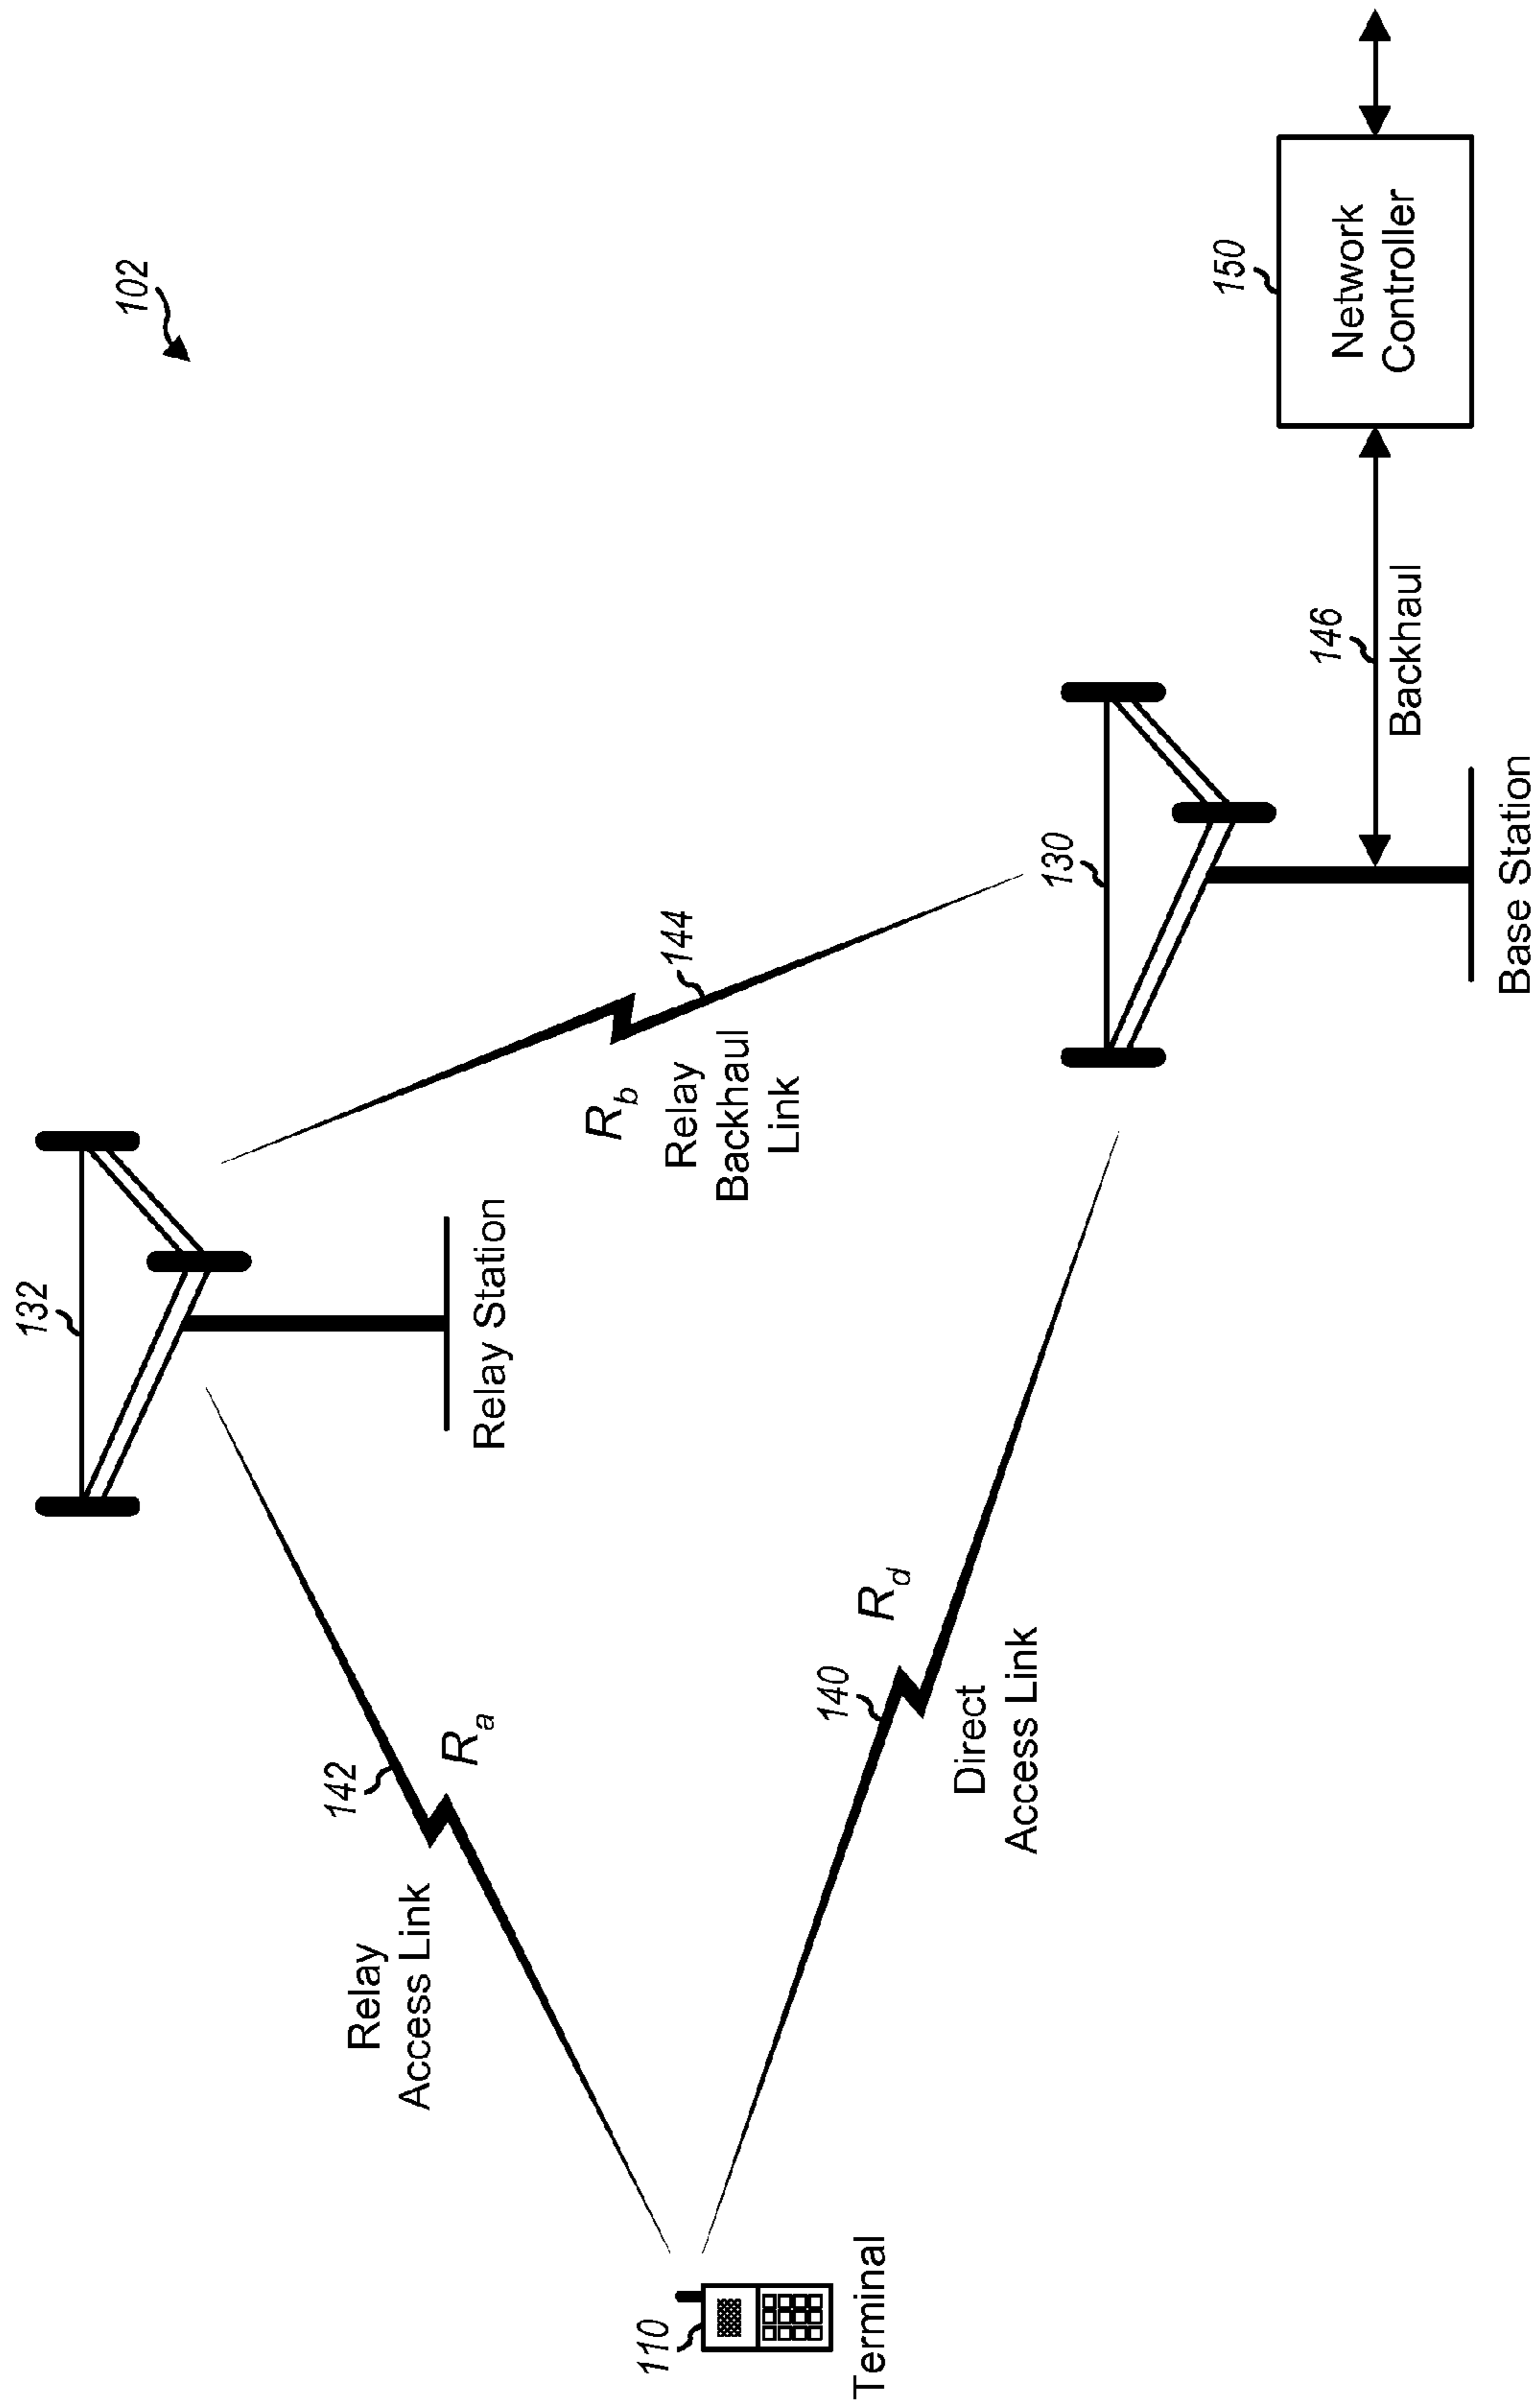 102
132
Relay Station
142
R_a
Relay
Access Link
144
R_b
Relay
Backhaul
Link
110
Terminal
140
R_d
Direct
Access Link
130
Base Station
146
Backhaul
150
Network
Controller